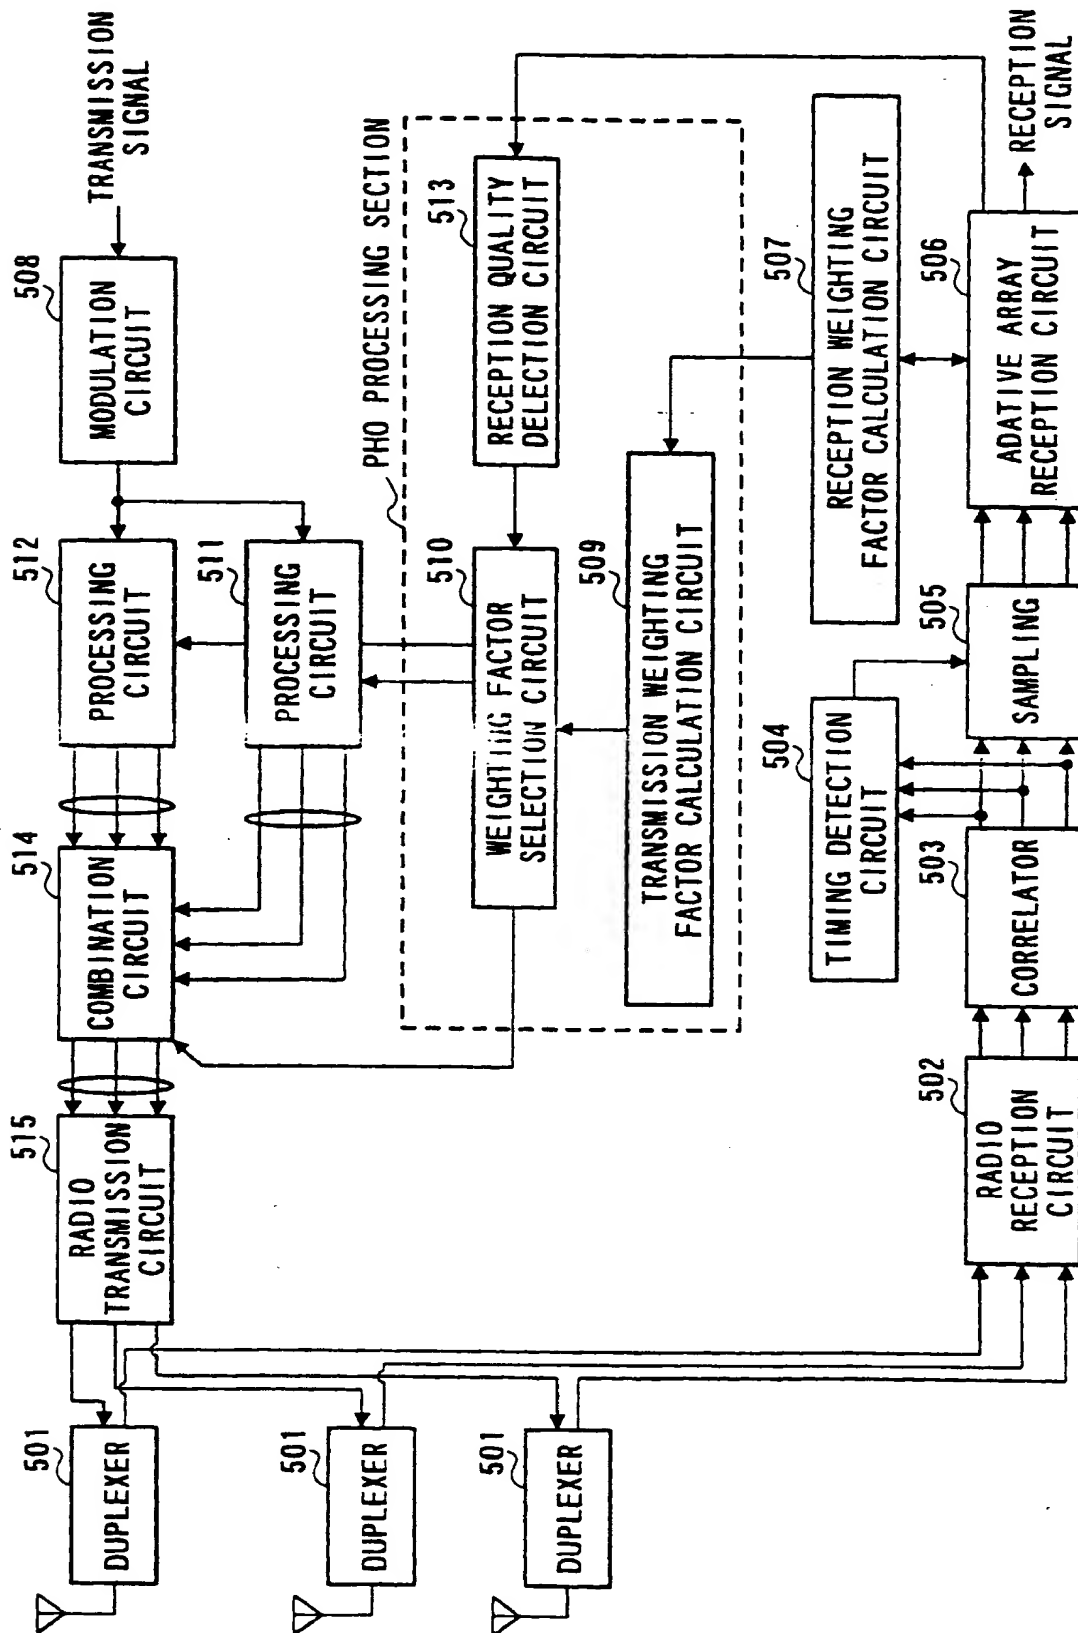 501
DUPLEXER
501
DUPLEXER
501
DUPLEXER
515
RADIO
TRANSMISSION
CIRCUIT
514
COMBINATION
CIRCUIT
512
PROCESSING
CIRCUIT
511
PROCESSING
CIRCUIT
508
MODULATION
CIRCUIT
TRANSMISSION
SIGNAL
PHO PROCESSING SECTION
510
WEIGHTING FACTOR
SELECTION CIRCUIT
513
RECEPTION QUALITY
DELECTION CIRCUIT
509
TRANSMISSION WEIGHTING
FACTOR CALCULATION CIRCUIT
507
RECEPTION WEIGHTING
FACTOR CALCULATION CIRCUIT
504
TIMING DETECTION
CIRCUIT
502
RADIO
RECEPTION
CIRCUIT
503
CORRELATOR
505
SAMPLING
506
ADATIVE ARRAY
RECEPTION CIRCUIT
RECEPTION
SIGNAL